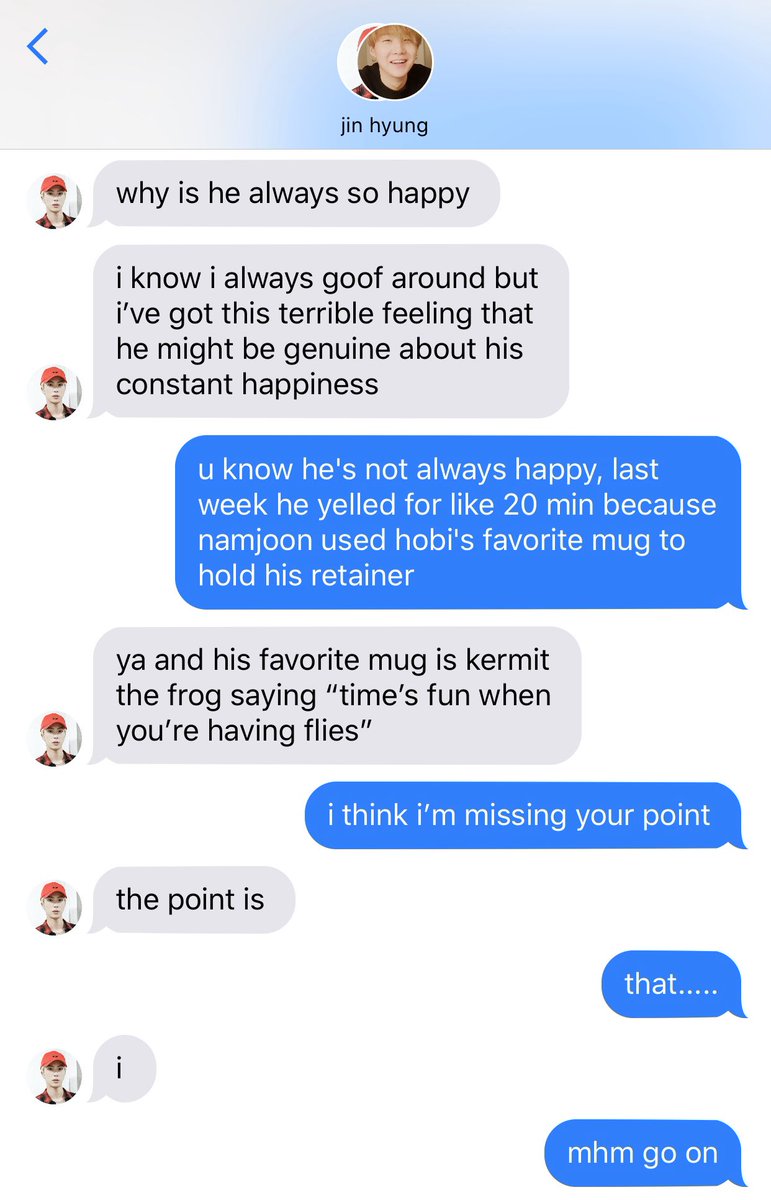 jin hyung
why is he always so happy
i know i always goof around but
i’ve got this terrible feeling that
he might be genuine about his
constant happiness
u know he's not always happy, last
week he yelled for like 20 min because
namjoon used hobi's favorite mug to
hold his retainer
ya and his favorite mug is kermit
the frog saying “time’s fun when
you’re having flies”
i think i’m missing your point
the point is
that.....
i
mhm go on